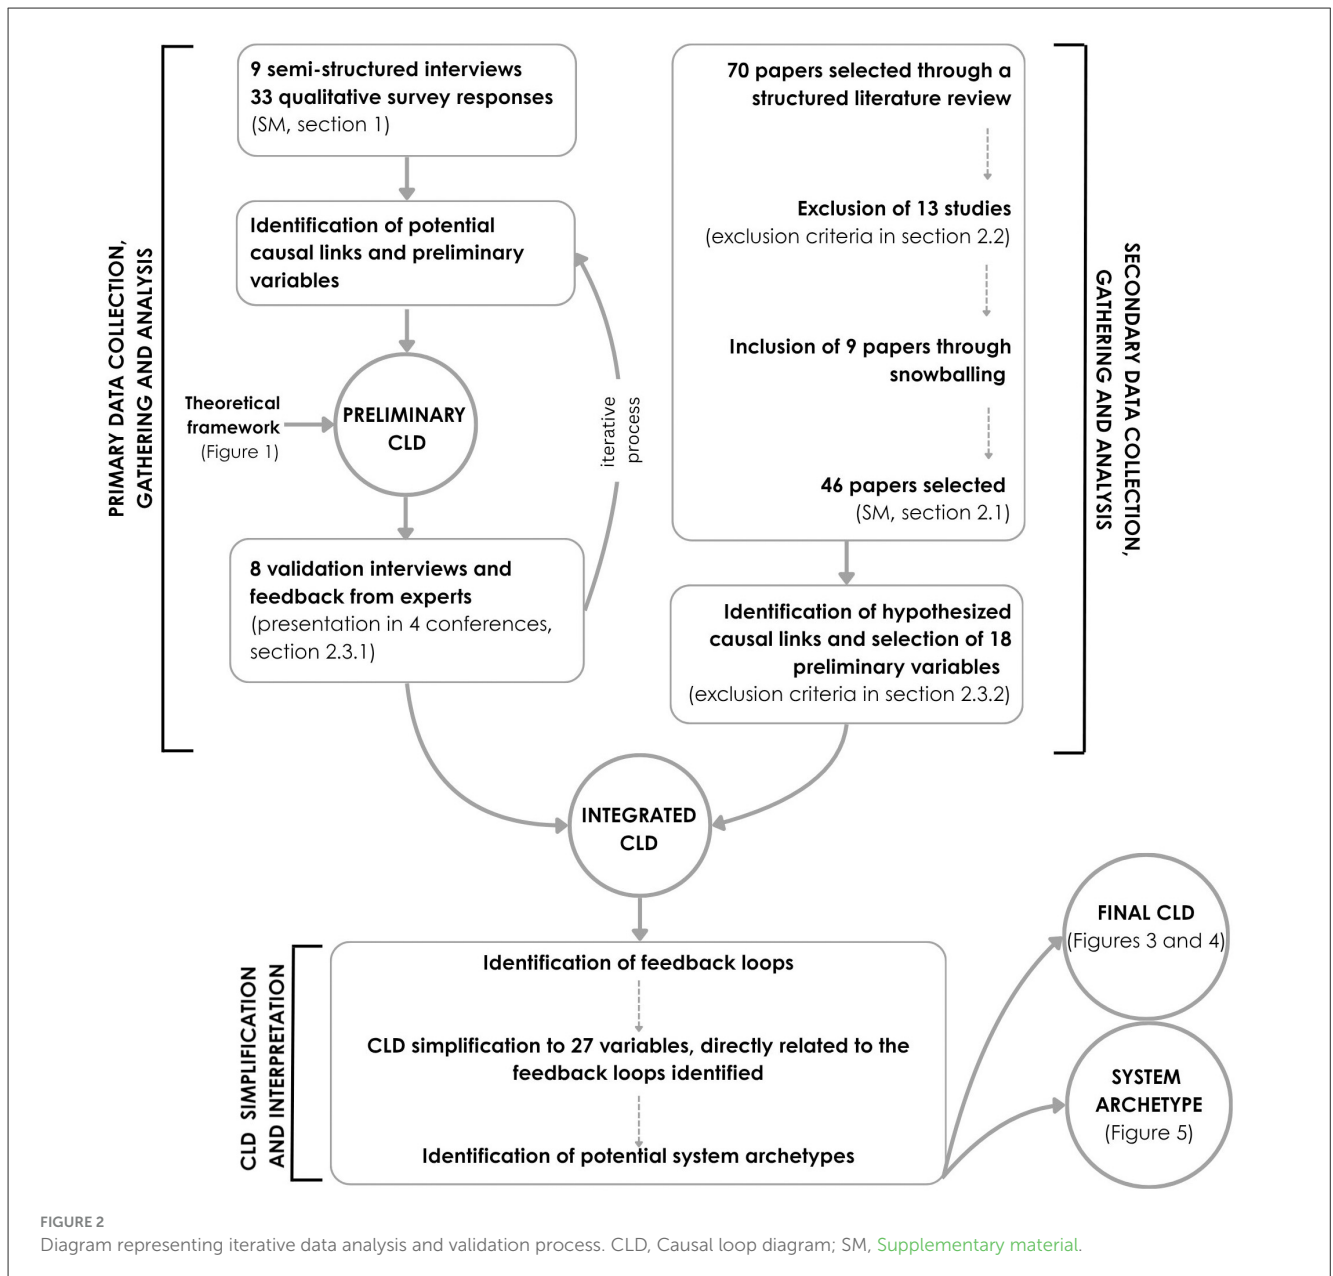 PRIMARY DATA COLLECTION,
GATHERING AND ANALYSIS
9 semi-structured interviews
33 qualitative survey responses
(SM, section 1)
Identification of potential
causal links and preliminary
variables
Theoretical
framework
(Figure 1)
PRELIMINARY
CLD
iterative
process
8 validation interviews and
feedback from experts
(presentation in 4 conferences,
section 2.3.1)
70 papers selected through a
structured literature review
Exclusion of 13 studies
(exclusion criteria in section 2.2)
Inclusion of 9 papers through
snowballing
46 papers selected
(SM, section 2.1)
Identification of hypothesized
causal links and selection of 18
preliminary variables
(exclusion criteria in section 2.3.2)
SECONDARY DATA COLLECTION,
GATHERING AND ANALYSIS
INTEGRATED
CLD
CLD SIMPLIFICATION
AND INTERPRETATION
Identification of feedback loops
CLD simplification to 27 variables, directly related to the
feedback loops identified
Identification of potential system archetypes
FINAL CLD
(Figures 3 and 4)
SYSTEM
ARCHETYPE
(Figure 5)
FIGURE 2
Diagram representing iterative data analysis and validation process. CLD, Causal loop diagram; SM, Supplementary material.